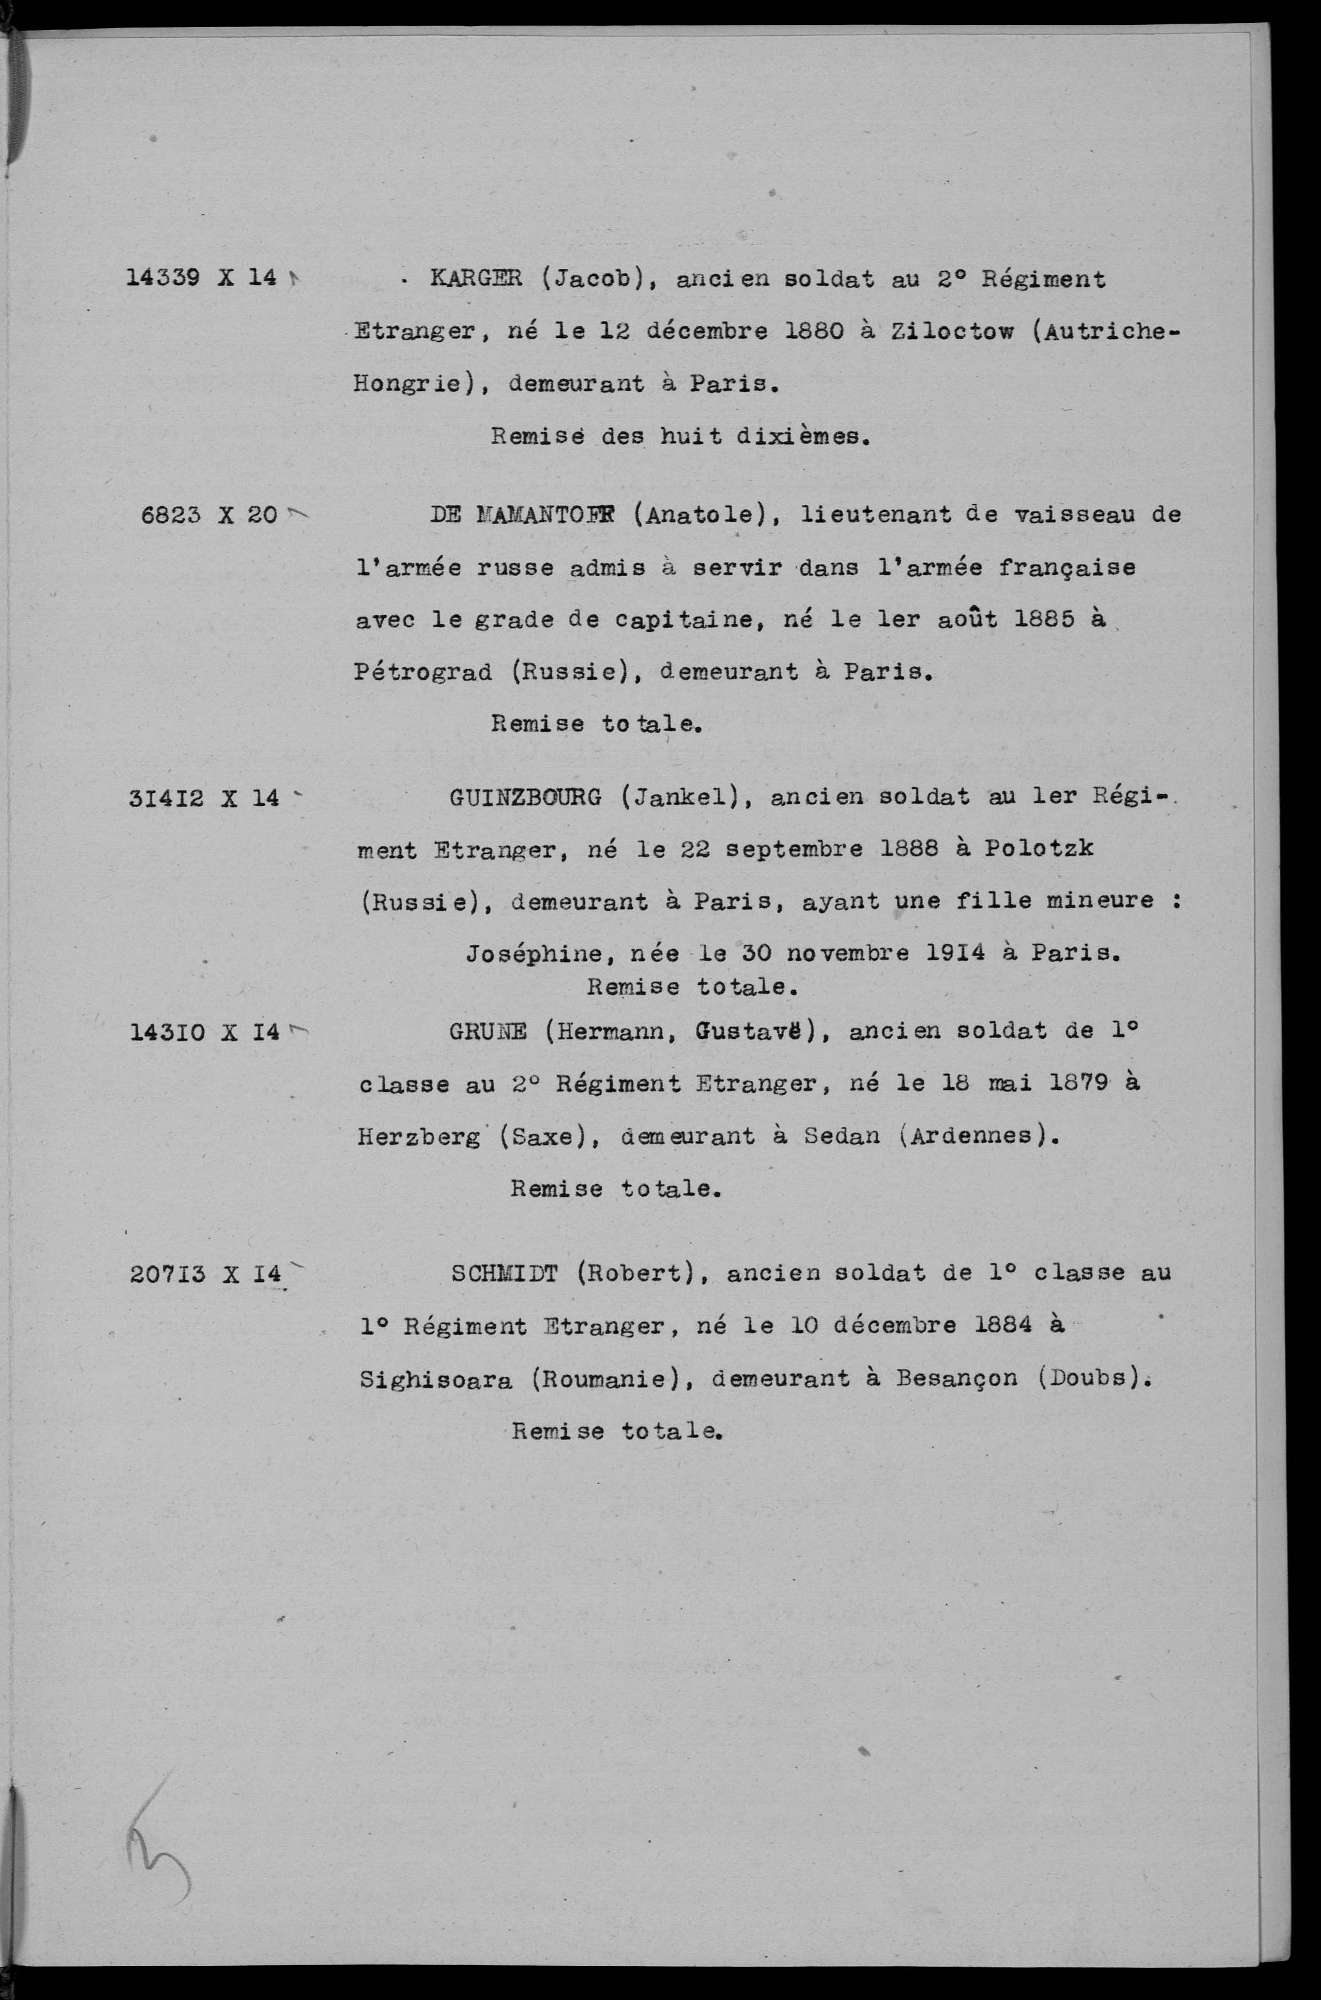 14339 X 14 KARGER (Jacob), ancien soldat au 2° Régiment
Etranger, né le 12 décembre 1880 à Ziloctow (Autriche-
Hongrie), demeurant à Paris.
Remise des huit dixièmes.
6823 X 20 DE MAMANTOFF (Anatole), lieutenant de vaisseau de
l'armée russe admis à servir dans l'armée française
avec le grade de capitaine, né le 1er août 1885 à
Pétrograd (Russie), demeurant à Paris.
Remise totale.
31412 X 14 GUINZBOURG (Jankel), ancien soldat au 1er Régi-
ment Etranger, né le 22 septembre 1888 à Polotzk
(Russie), demeurant à Paris, ayant une fille mineure :
Joséphine, née le 30 novembre 1914 à Paris.
Remise totale.
14310 X 14 GRUNE (Hermann, Gustave), ancien soldat de 1°
classe au 2° Régiment Etranger, né le 18 mai 1879 à
Herzberg (Saxe), demeurant à Sedan (Ardennes).
Remise totale.
20713 X 14 SCHMIDT (Robert), ancien soldat de 1° classe au
1° Régiment Etranger, né le 10 décembre 1884 à
Sighisoara (Roumanie), demeurant à Besançon (Doubs).
Remise totale.